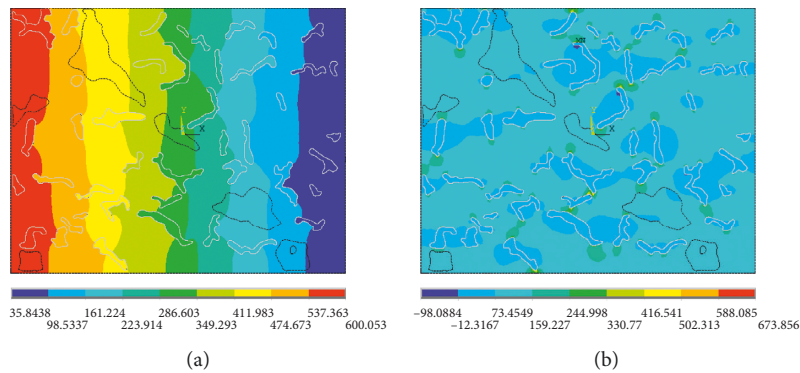 Y
X
MN
Y
X
35.8438 161.224 286.603 411.983 537.363
98.5337 223.914 349.293 474.673 600.053
−98.0884 73.4549 244.998 416.541 588.085
−12.3167 159.227 330.77 502.313 673.856
(a)
(b)